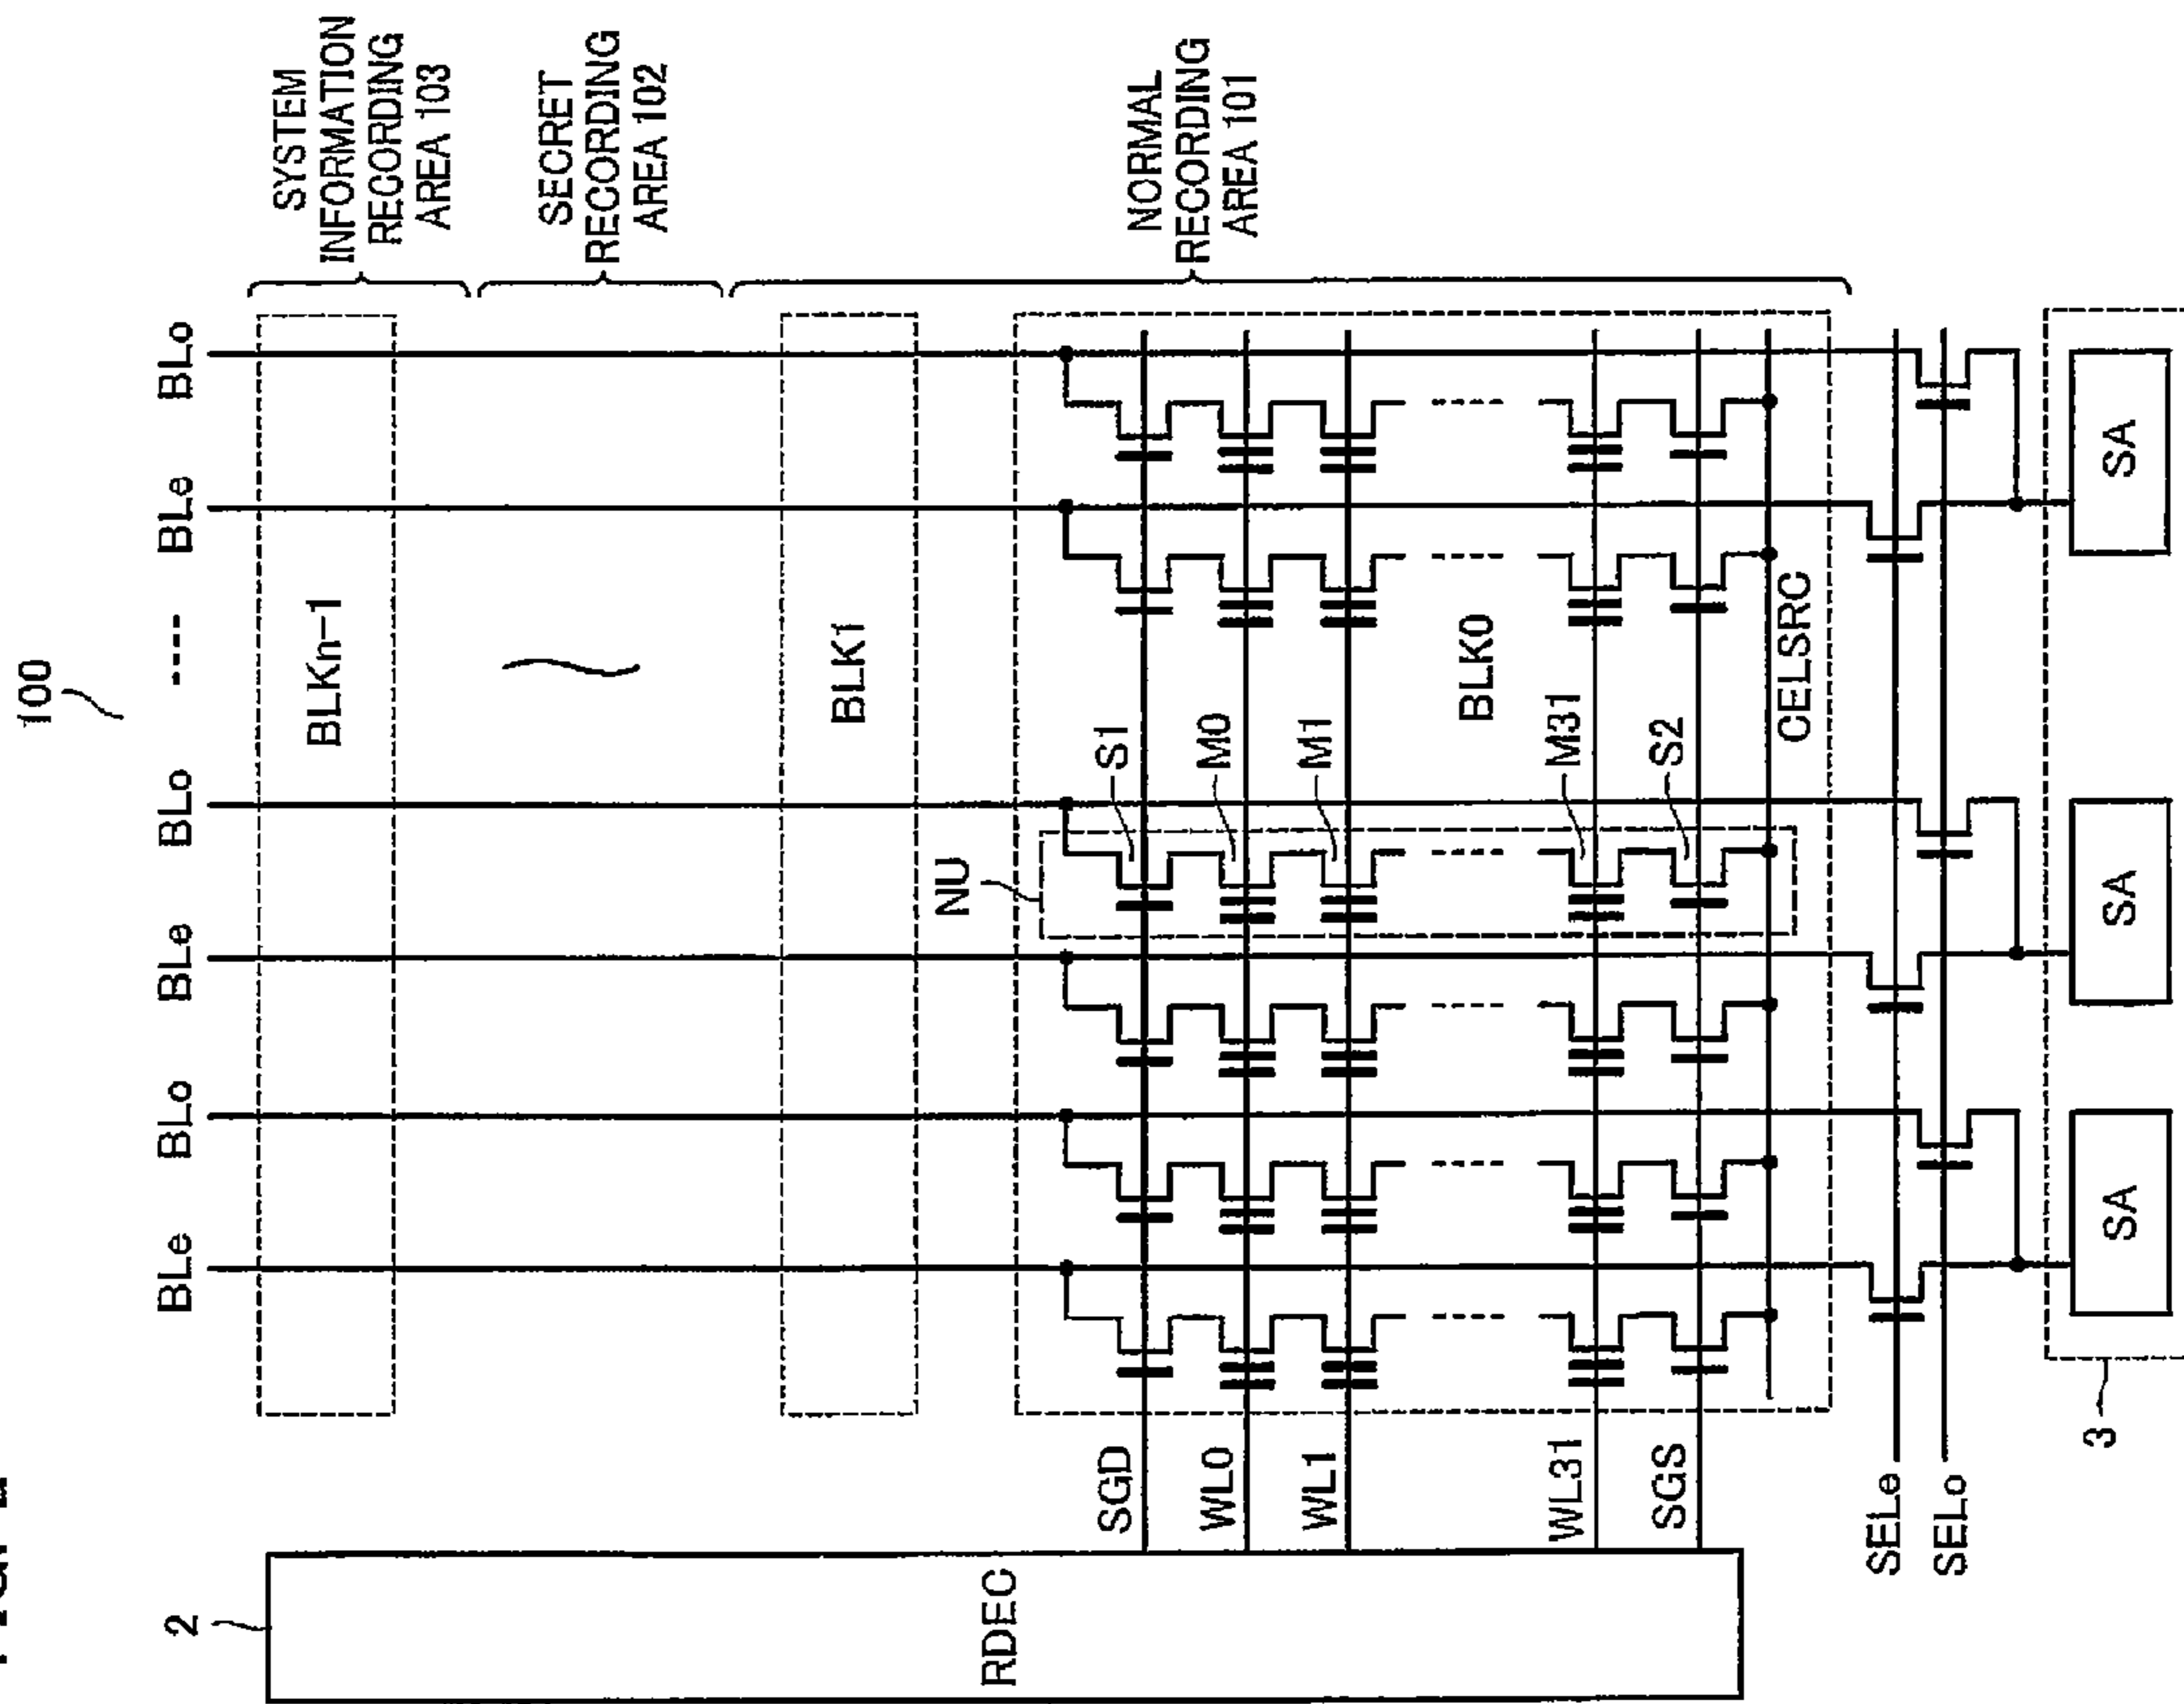 100
BLe
BLo
BLe
BLo
----
BLe
BLo
SYSTEM
INFORMATION
RECORDING
AREA 103
SECRET
RECORDING
AREA 102
NORMAL
RECORDING
AREA 101
2
RDEC
BLKn-1
BLK1
NU
S1
M0
M1
BLK0
M31
S2
CELSRC
SGD
WL0
WL1
WL31
SGS
SELe
SELo
3
SA
SA
SA